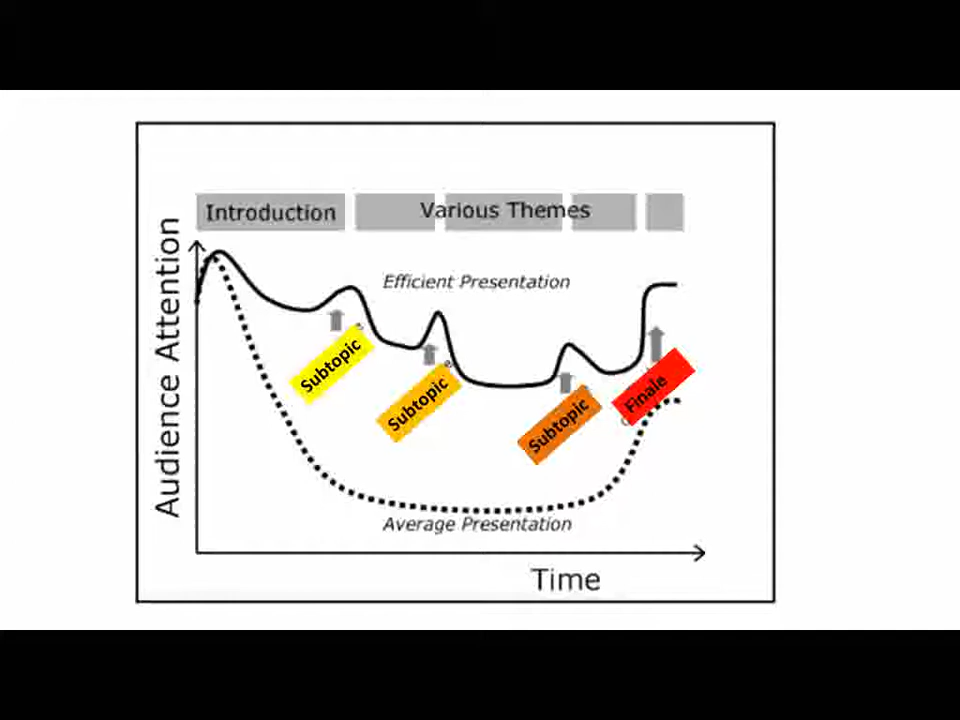 Introduction
Various Themes
Efficient Presentation
Subtopic
Subtopic
Subtopic
Finale
Average Presentation
Audience Attention
Time